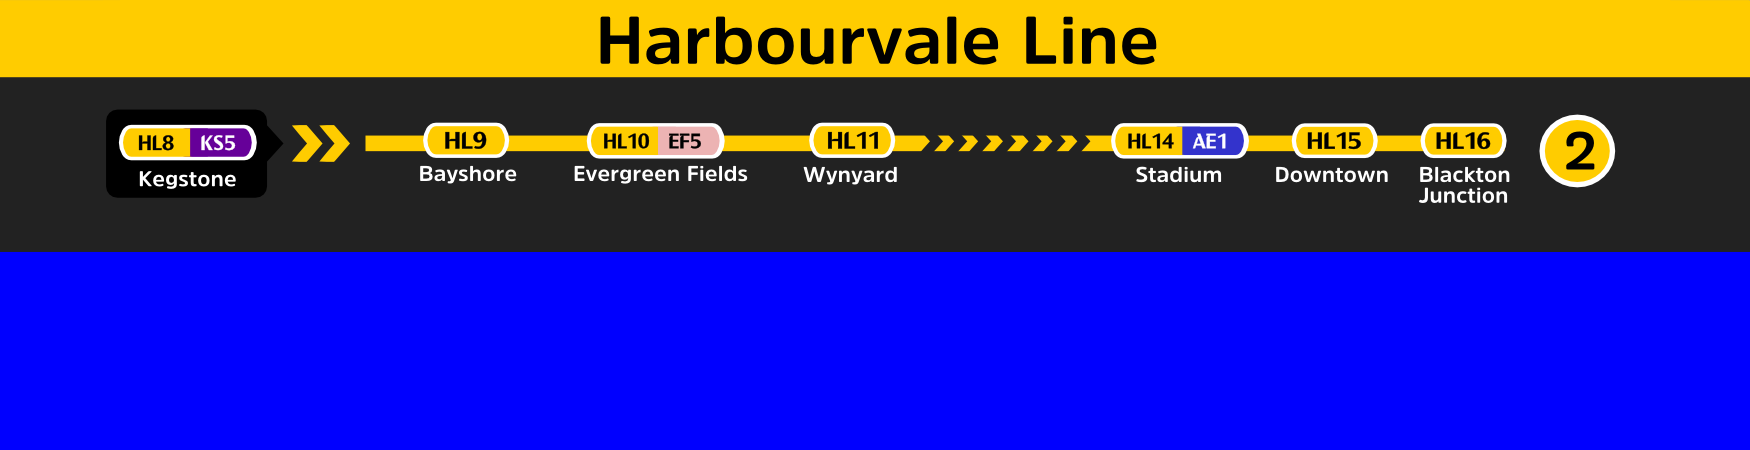 Harbourvale Line
HL8 KS5
Kegstone
HL9
Bayshore
HL10 EF5
Evergreen Fields
HL11
Wynyard
HL14 AE1
Stadium
HL15
Downtown
HL16
Blackton
Junction
2